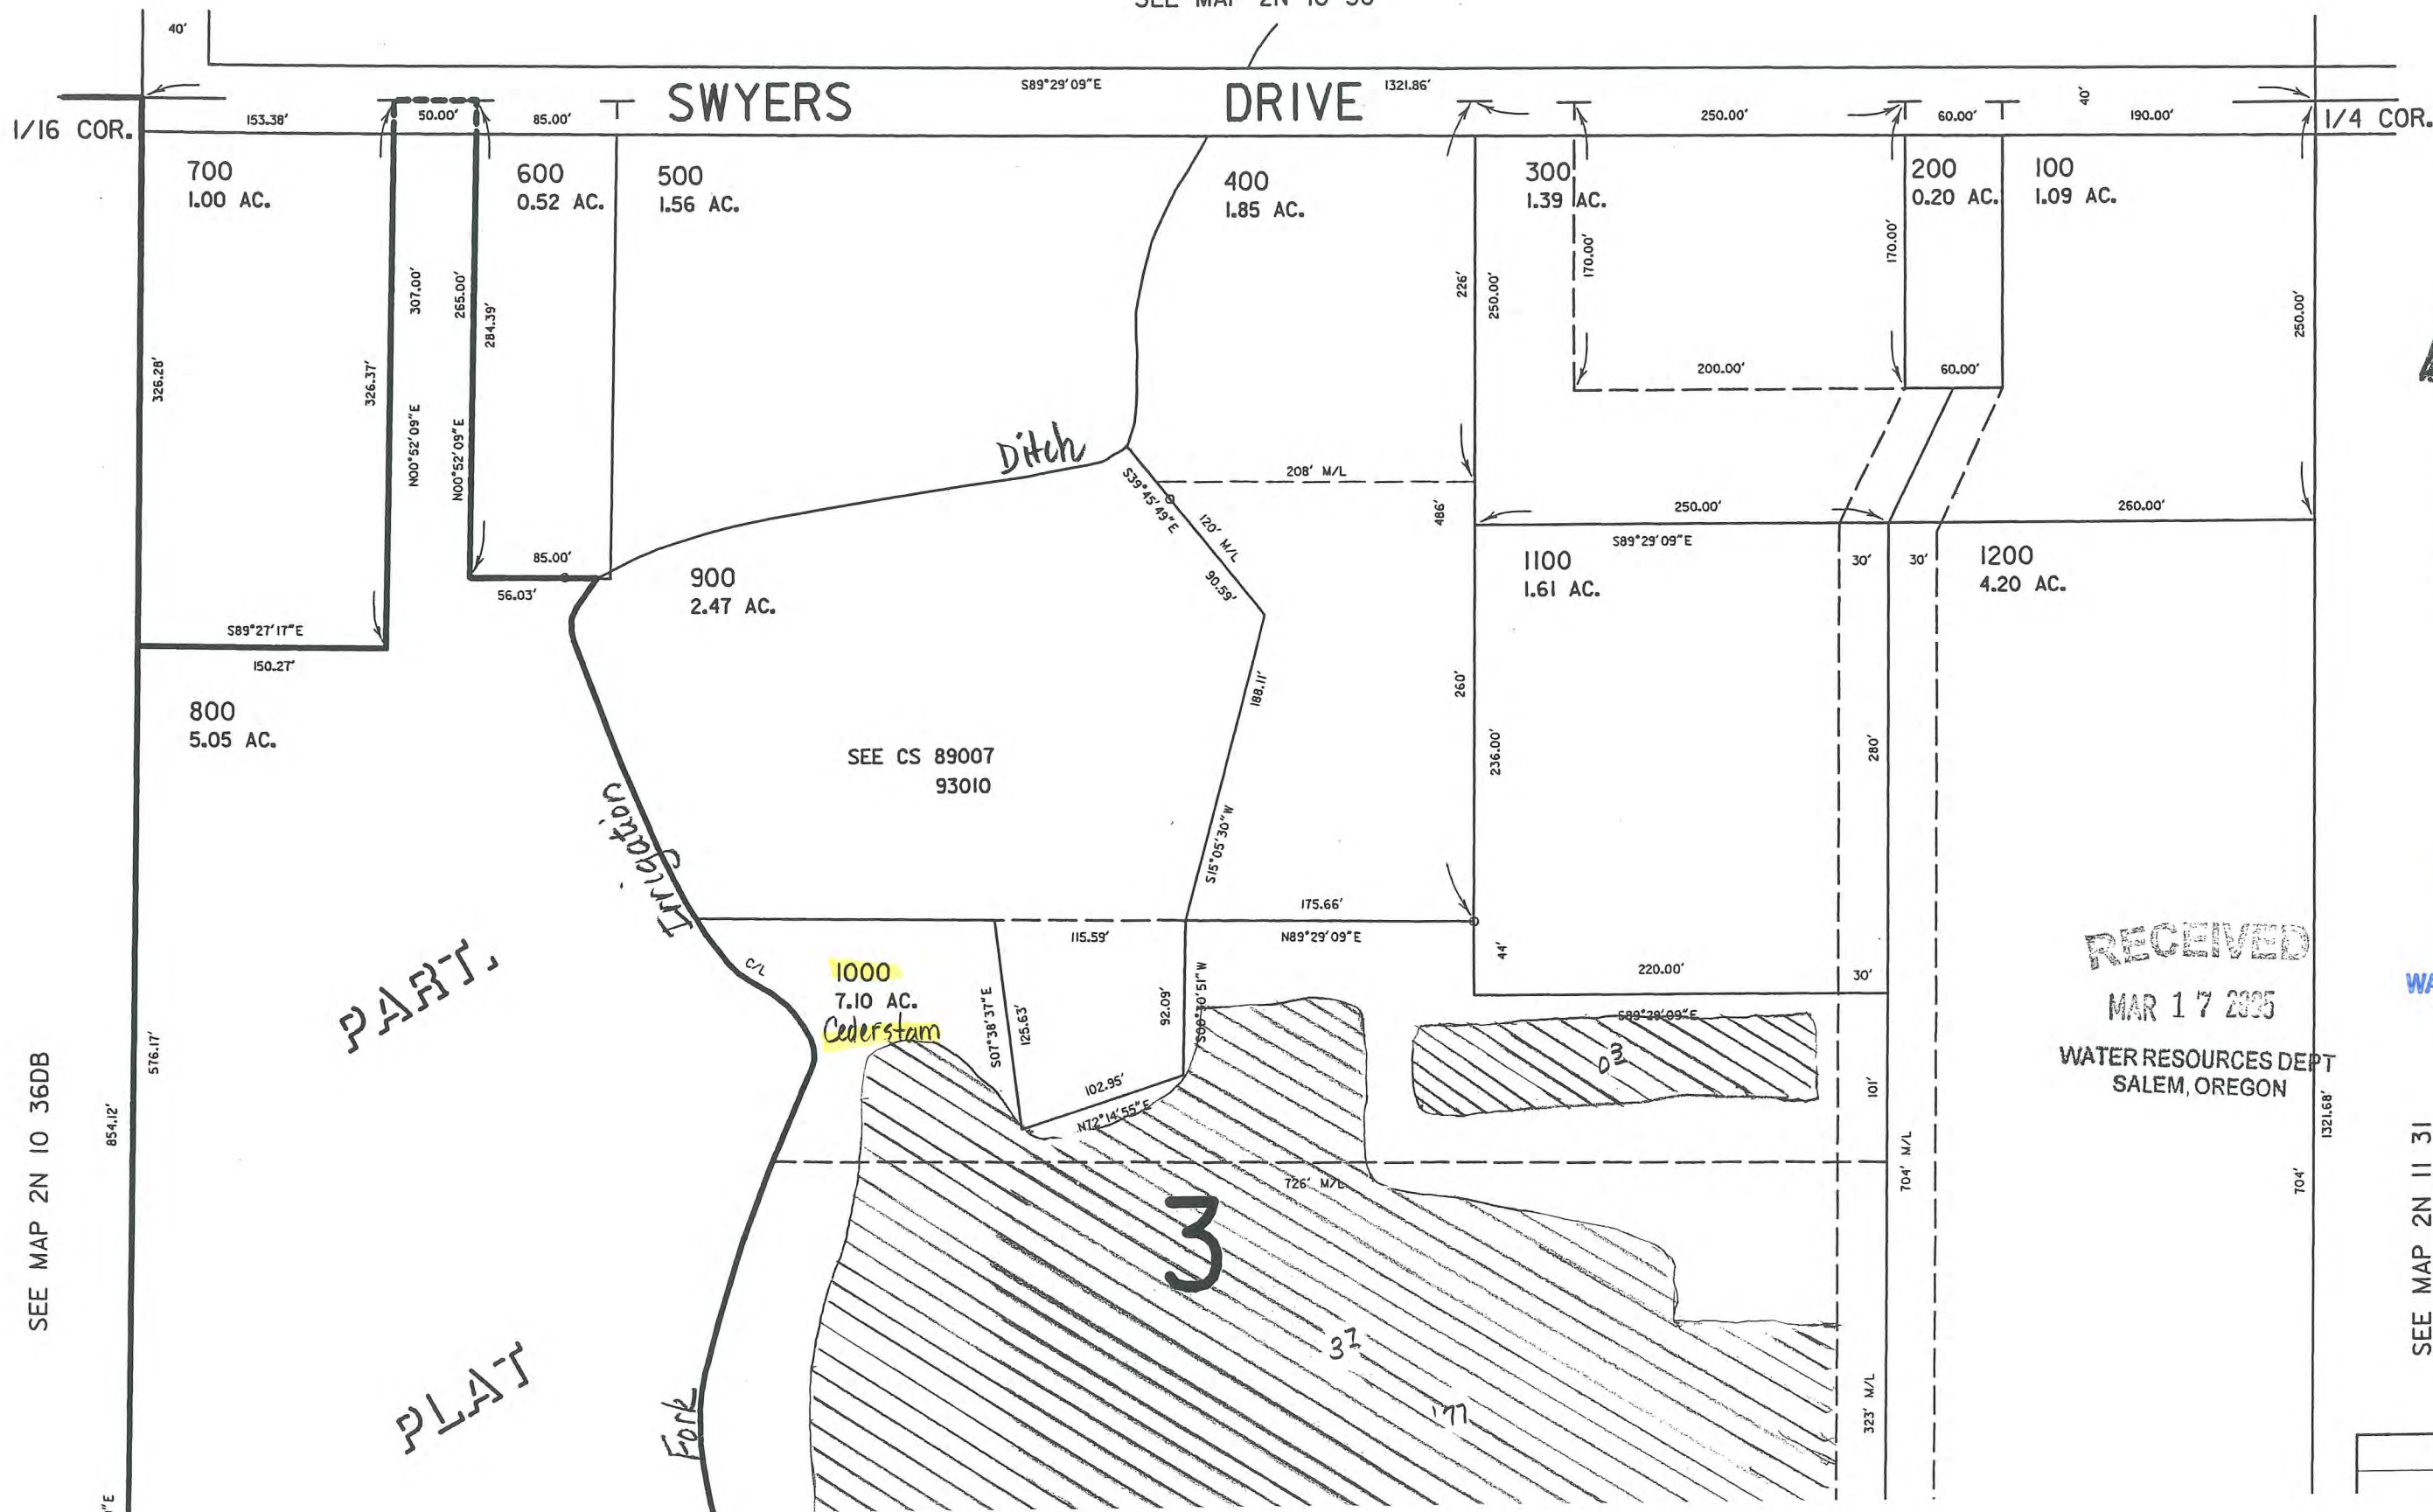 40'
S89°29'09"E
1321.86'
SWYERS DRIVE
1/16 COR.
153.38'
50.00'
85.00'
250.00'
60.00'
40'
190.00'
1/4 COR.
700
1.00 AC.
600
0.52 AC.
500
1.56 AC.
400
1.85 AC.
300
1.39 AC.
200
0.20 AC.
100
1.09 AC.
326.28'
326.37'
307.00'
N00°52'09"E
265.00'
N00°52'09"E
284.39'
226'
250.00'
170.00'
170.00'
250.00'
200.00'
60.00'
Ditch
S39°45'49"E
120' M/L
90.59'
208' M/L
486'
250.00'
S89°29'09"E
260.00'
85.00'
56.03'
900
2.47 AC.
1100
1.61 AC.
30'
30'
1200
4.20 AC.
S89°27'17"E
150.27'
800
5.05 AC.
188.11'
S15°05'30"W
260'
236.00'
280'
SEE CS 89007
93010
Irrigation
PART.
C/L
1000
7.10 AC.
Cederstam
115.59'
175.66'
N89°29'09"E
44'
220.00'
30'
S89°29'09"E
S07°38'37"E
125.63'
92.09'
102.95'
N72°14'55"E
03
RECEIVED
MAR 17 2005
WATER RESOURCES DEPT
SALEM, OREGON
WA
SEE MAP 2N 10 36DB
854.12'
576.17'
101'
704' M/L
704'
1321.68'
SEE MAP 2N 11 31
726' M/L
3
37
'77
323' M/L
PLAT
Fork
"E